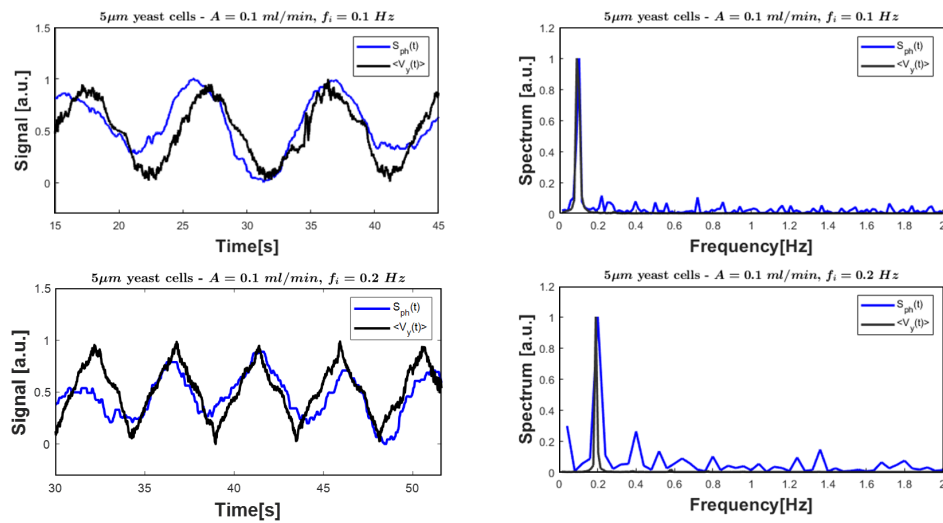 5μm yeast cells - A = 0.1 ml/min, f_i = 0.1 Hz
Signal [a.u.]
1.5
1
0.5
0
S_ph(t)
<V_y(t)>
15 20 25 30 35 40 45
Time[s]
5μm yeast cells - A = 0.1 ml/min, f_i = 0.1 Hz
Spectrum [a.u.]
1.2
1
0.8
0.6
0.4
0.2
0
S_ph(t)
<V_y(t)>
0 0.2 0.4 0.6 0.8 1 1.2 1.4 1.6 1.8 2
Frequency[Hz]
5μm yeast cells - A = 0.1 ml/min, f_i = 0.2 Hz
Signal [a.u.]
1.5
1
0.5
0
S_ph(t)
<V_y(t)>
30 35 40 45 50
Time[s]
5μm yeast cells - A = 0.1 ml/min, f_i = 0.2 Hz
Spectrum [a.u.]
1.2
1
0.8
0.6
0.4
0.2
0
S_ph(t)
<V_y(t)>
0 0.2 0.4 0.6 0.8 1 1.2 1.4 1.6 1.8 2
Frequency[Hz]